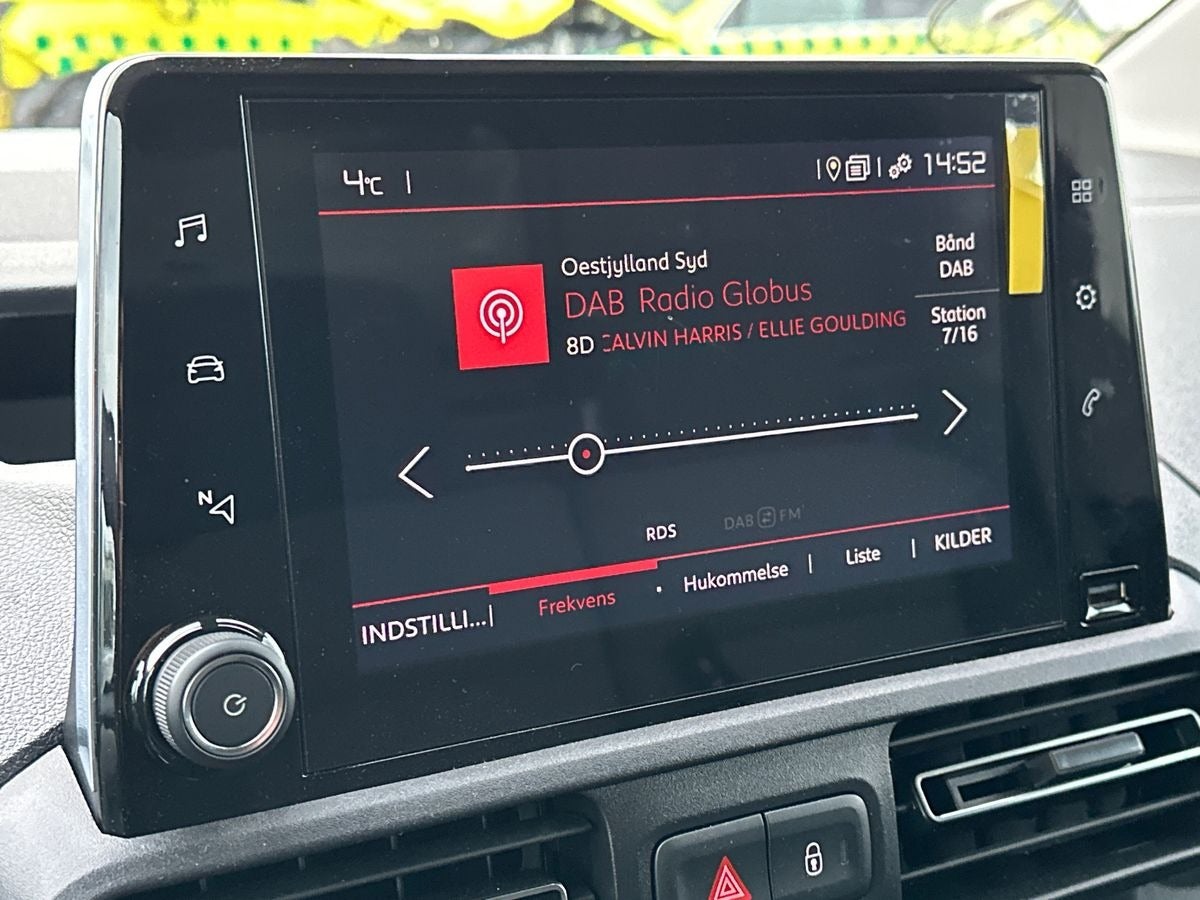 4°C
14:52
Oestjylland Syd
DAB Radio Globus
8D CALVIN HARRIS / ELLIE GOULDING
Bånd
DAB
Station
7/16
N
RDS
DAB FM
INDSTILLI...
Frekvens
Hukommelse
Liste
KILDER